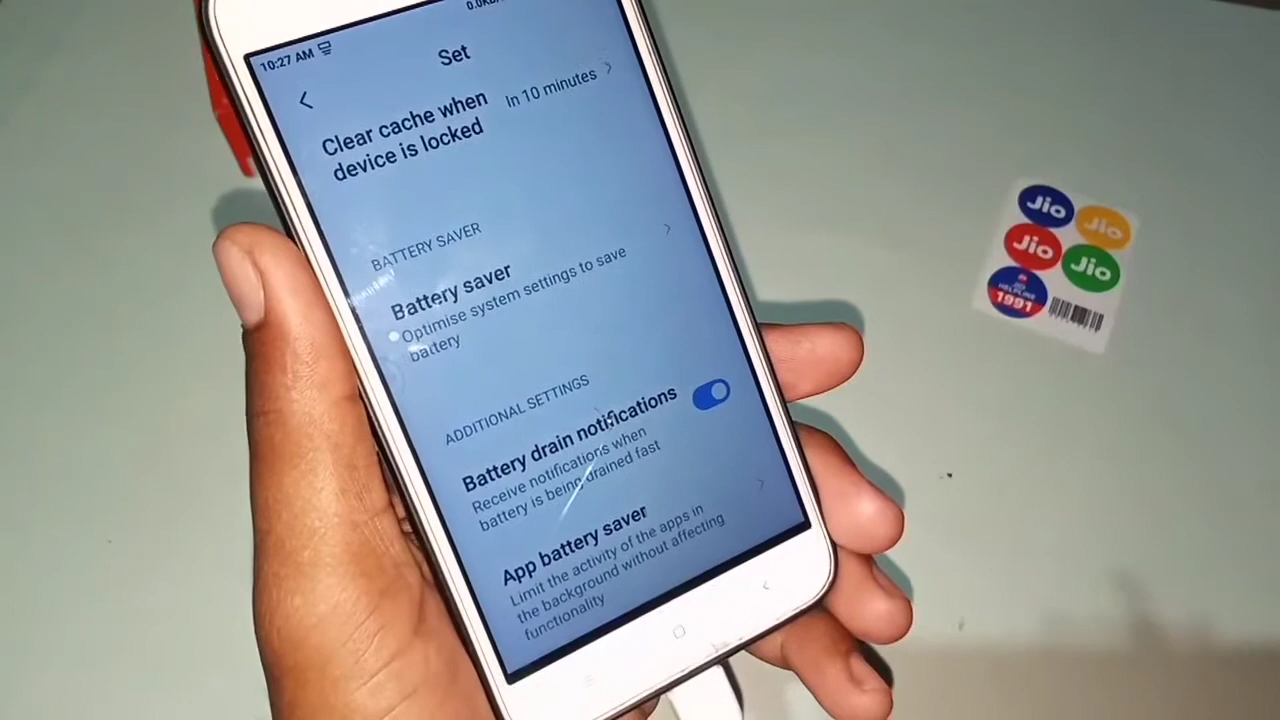 10:27 AM
Set
Clear cache when
device is locked
In 10 minutes
BATTERY SAVER
Battery saver
Optimise system settings to save
battery
ADDITIONAL SETTINGS
Battery drain notifications
Receive notifications when
battery is being drained fast
App battery saver
Limit the activity of the apps in
the background without affecting
functionality
Jio
Jio
Jio
Jio
HELPLINE
1991